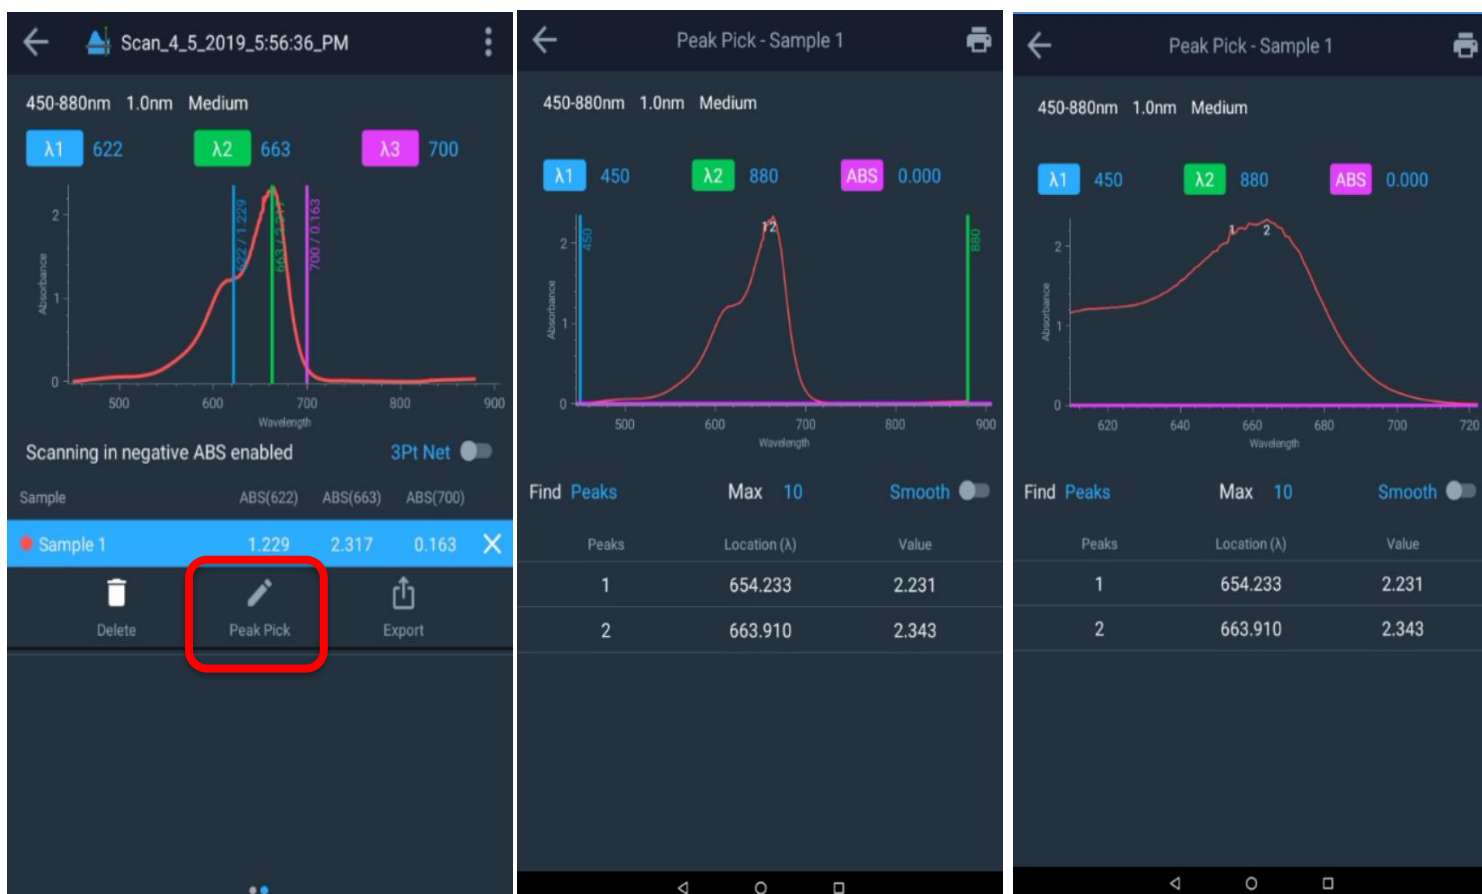 Scan_4_5_2019_5:56:36_PM
450-880nm 1.0nm Medium
λ1 622 λ2 663 λ3 700
2
1
0
Absorbance
622 / 1.229
663 / 2.317
700 / 0.163
500 600 700 800 900
Wavelength
Scanning in negative ABS enabled 3Pt Net
Sample ABS(622) ABS(663) ABS(700)
Sample 1 1.229 2.317 0.163
Delete Peak Pick Export
Peak Pick - Sample 1
450-880nm 1.0nm Medium
λ1 450 λ2 880 ABS 0.000
2
1
0
Absorbance
450
1 2
880
500 600 700 800 900
Wavelength
Find Peaks Max 10 Smooth
Peaks Location (λ) Value
1 654.233 2.231
2 663.910 2.343
Peak Pick - Sample 1
450-880nm 1.0nm Medium
λ1 450 λ2 880 ABS 0.000
2
1
0
Absorbance
1 2
620 640 660 680 700 720
Wavelength
Find Peaks Max 10 Smooth
Peaks Location (λ) Value
1 654.233 2.231
2 663.910 2.343